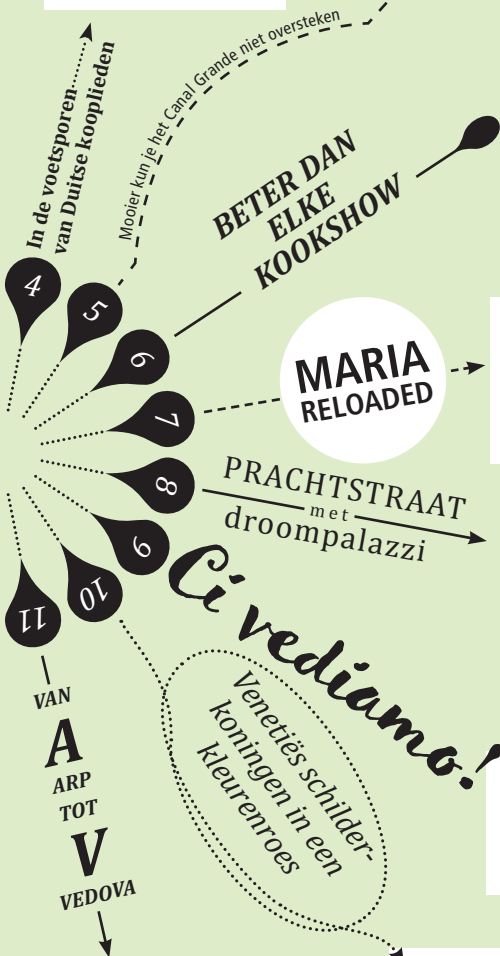 4
In de voetsporen
van Duitse kooplieden
5
Mooier kun je het Canal Grande niet oversteken
6
BETER DAN
ELKE
KOOKSHOW
7
MARIA
RELOADED
8
PRACHTSTRAAT
met
droompalazzi
9
Ci vediamo!
10
Venetiës schilder-
koningen in een
kleurenroes
11
VAN
A
ARP
TOT
V
VEDOVA